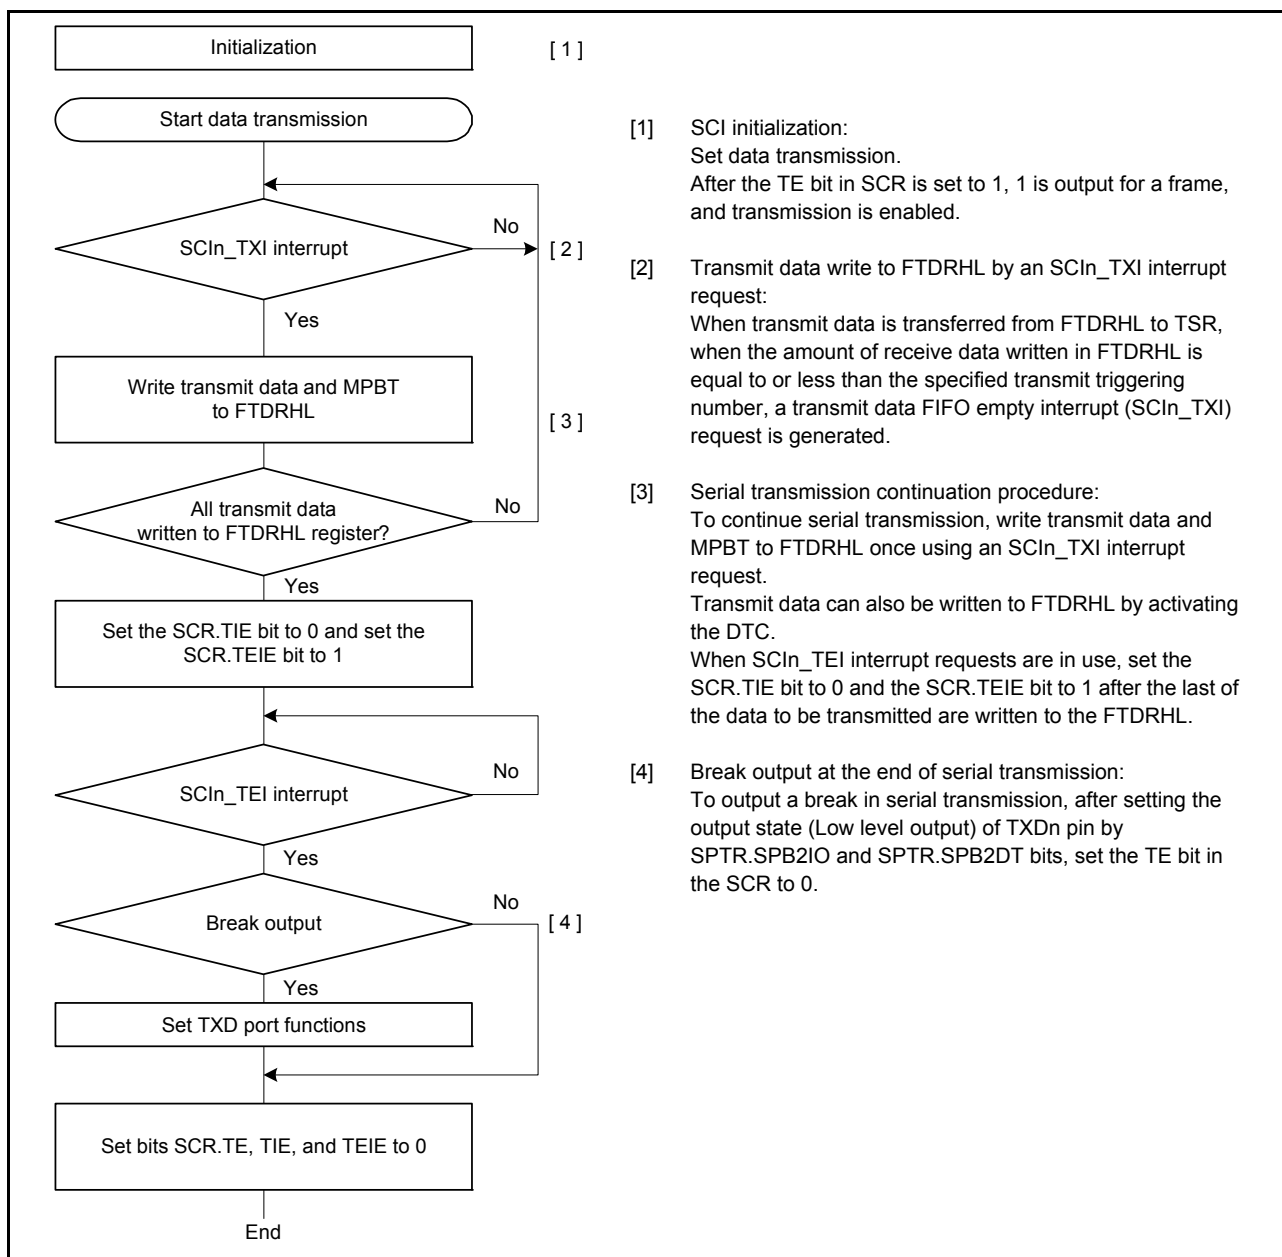 Initialization
[ 1 ]
Start data transmission
No
SCIn_TXI interrupt
[ 2 ]
Yes
Write transmit data and MPBT
to FTDRHL
[ 3 ]
All transmit data
written to FTDRHL register?
No
Yes
Set the SCR.TIE bit to 0 and set the
SCR.TEIE bit to 1
No
SCIn_TEI interrupt
Yes
No
Break output
[ 4 ]
Yes
Set TXD port functions
Set bits SCR.TE, TIE, and TEIE to 0
End
[1] SCI initialization:
Set data transmission.
After the TE bit in SCR is set to 1, 1 is output for a frame,
and transmission is enabled.
[2] Transmit data write to FTDRHL by an SCIn_TXI interrupt
request:
When transmit data is transferred from FTDRHL to TSR,
when the amount of receive data written in FTDRHL is
equal to or less than the specified transmit triggering
number, a transmit data FIFO empty interrupt (SCIn_TXI)
request is generated.
[3] Serial transmission continuation procedure:
To continue serial transmission, write transmit data and
MPBT to FTDRHL once using an SCIn_TXI interrupt
request.
Transmit data can also be written to FTDRHL by activating
the DTC.
When SCIn_TEI interrupt requests are in use, set the
SCR.TIE bit to 0 and the SCR.TEIE bit to 1 after the last of
the data to be transmitted are written to the FTDRHL.
[4] Break output at the end of serial transmission:
To output a break in serial transmission, after setting the
output state (Low level output) of TXDn pin by
SPTR.SPB2IO and SPTR.SPB2DT bits, set the TE bit in
the SCR to 0.